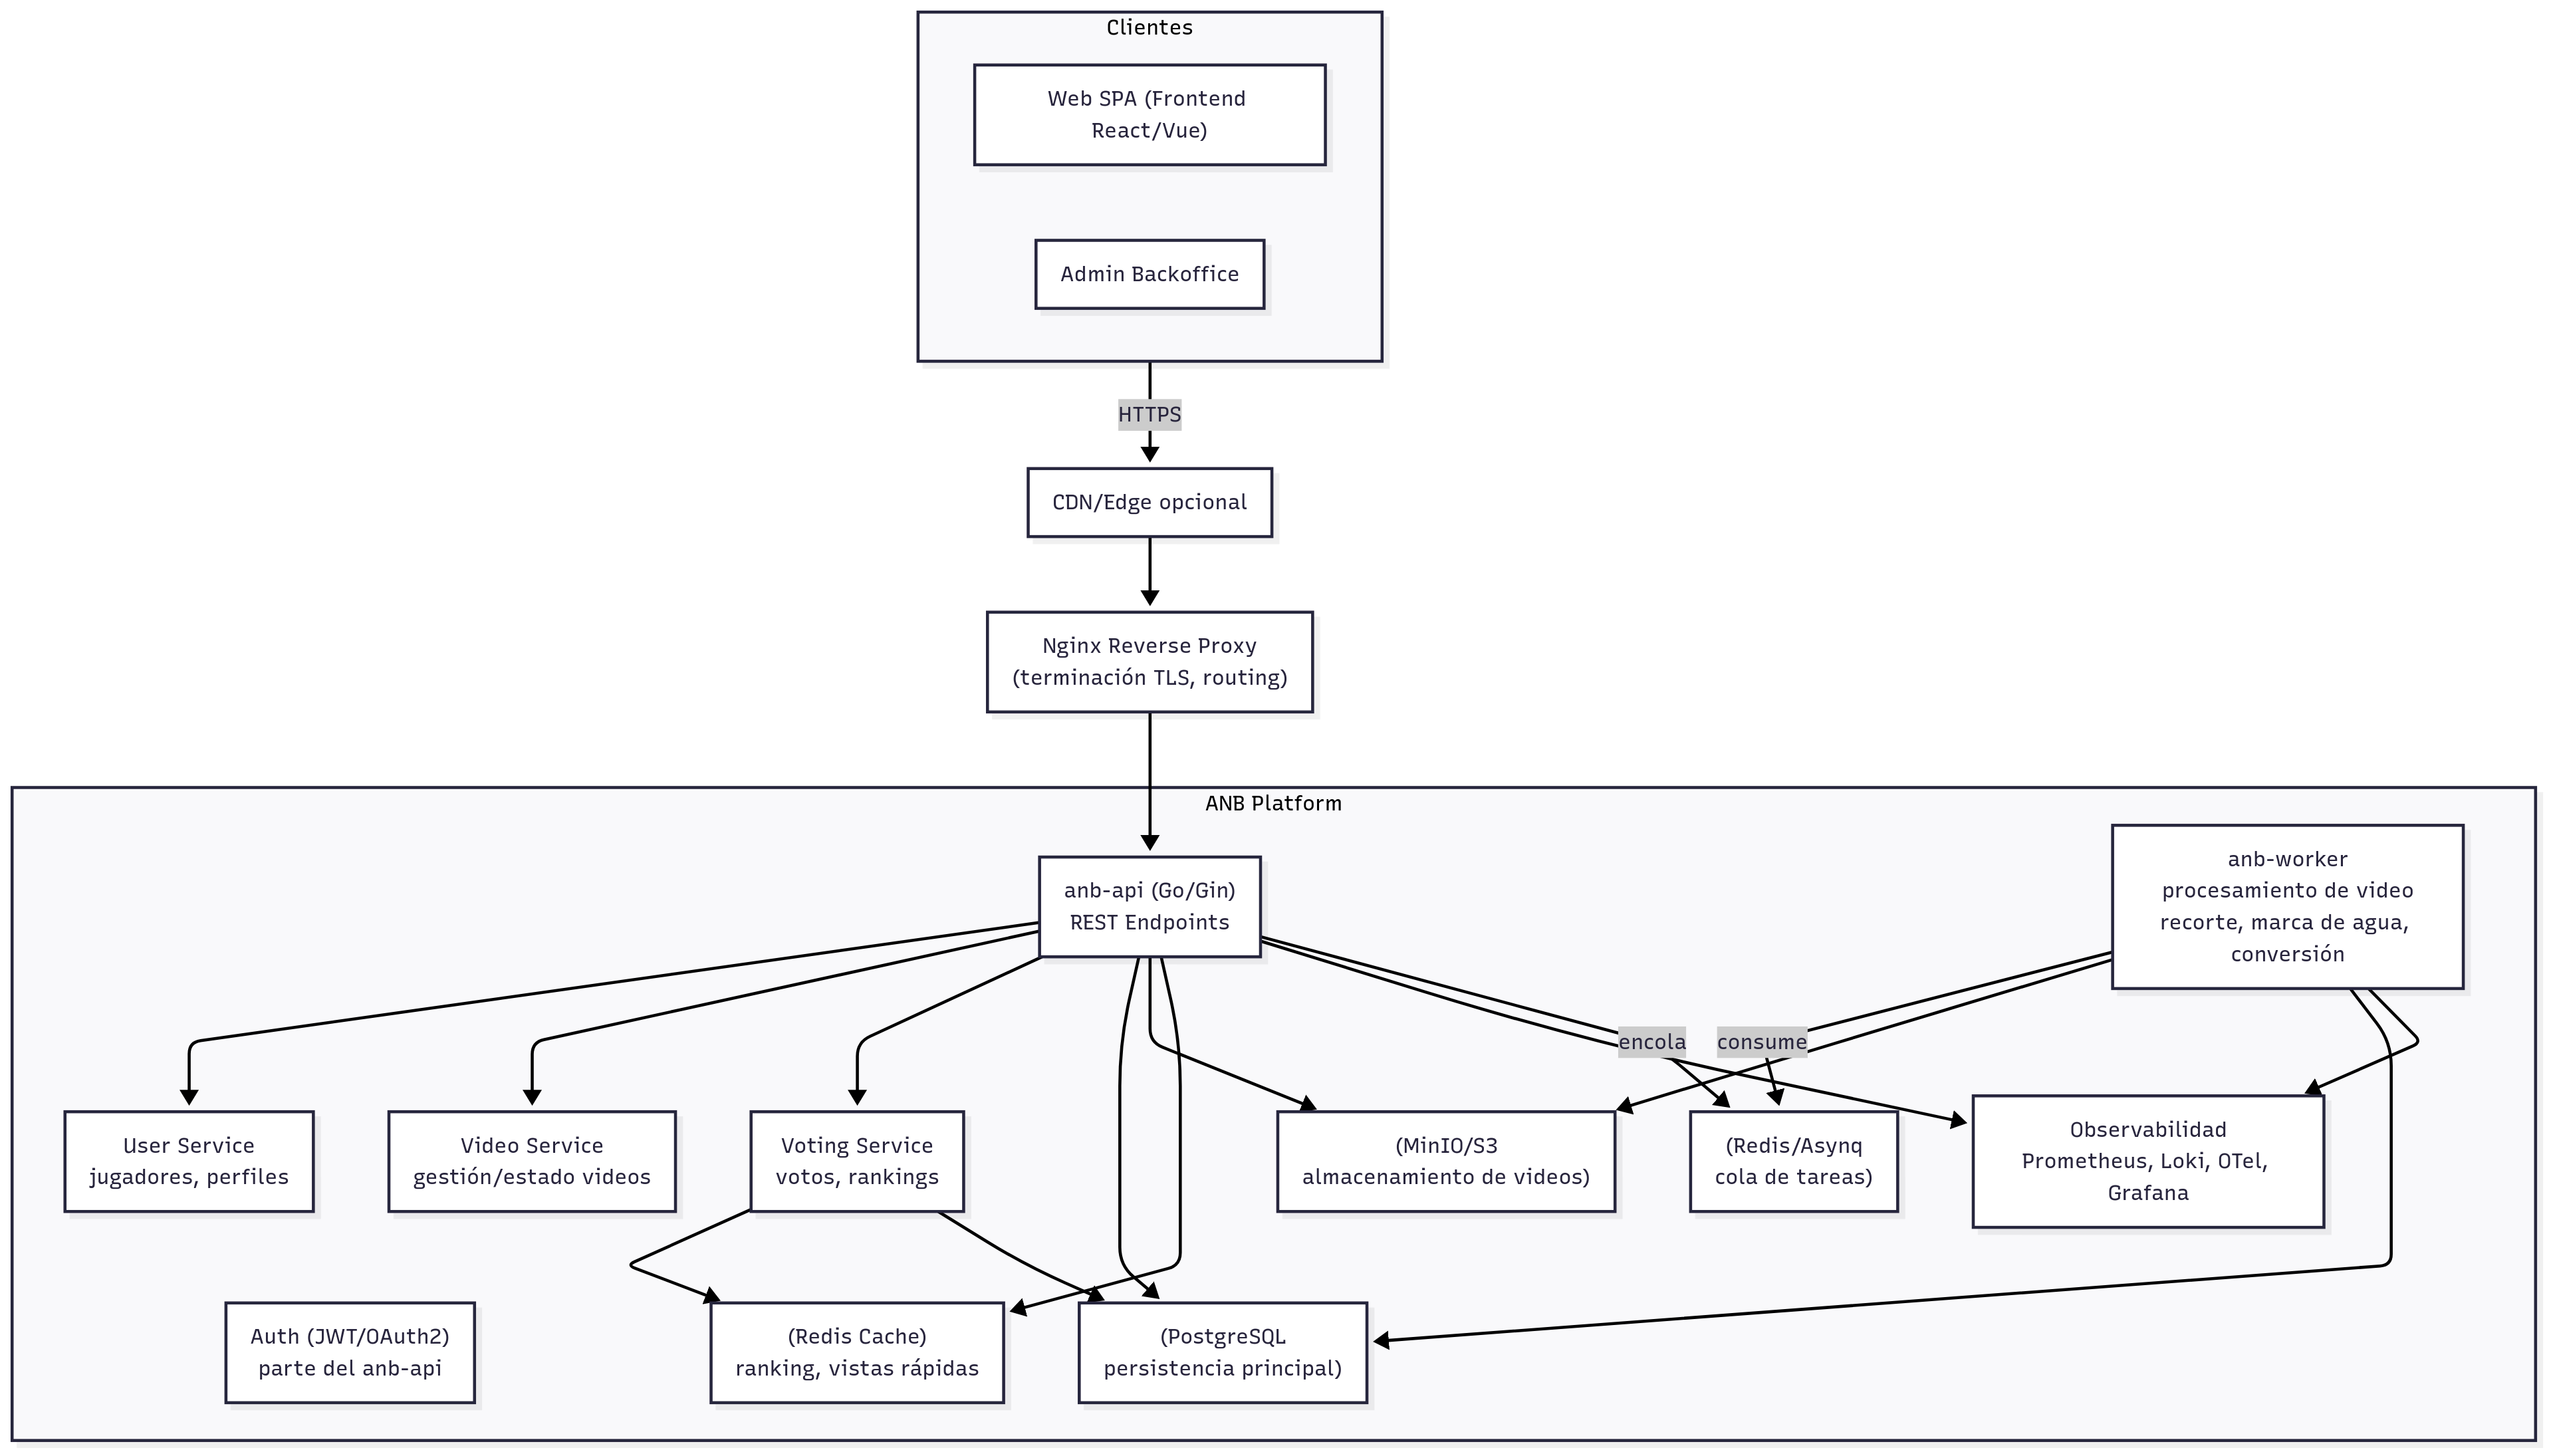 Clientes
Web SPA (Frontend
React/Vue)
Admin Backoffice
HTTPS
CDN/Edge opcional
Nginx Reverse Proxy
(terminación TLS, routing)
ANB Platform
anb-api (Go/Gin)
REST Endpoints
anb-worker
procesamiento de video
recorte, marca de agua,
conversión
encola
consume
User Service
jugadores, perfiles
Video Service
gestión/estado videos
Voting Service
votos, rankings
(MinIO/S3
almacenamiento de videos)
(Redis/Asynq
cola de tareas)
Observabilidad
Prometheus, Loki, OTel,
Grafana
Auth (JWT/OAuth2)
parte del anb-api
(Redis Cache)
ranking, vistas rápidas
(PostgreSQL
persistencia principal)